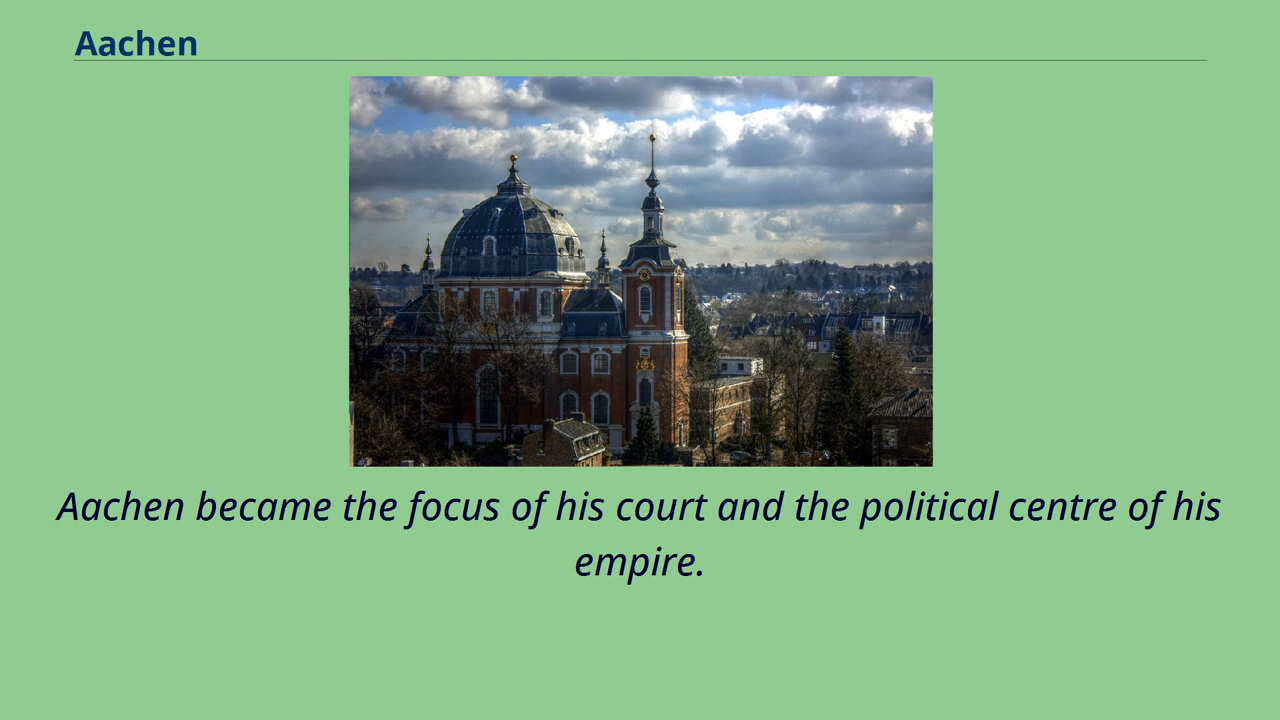 Aachen
Aachen became the focus of his court and the political centre of his
empire.